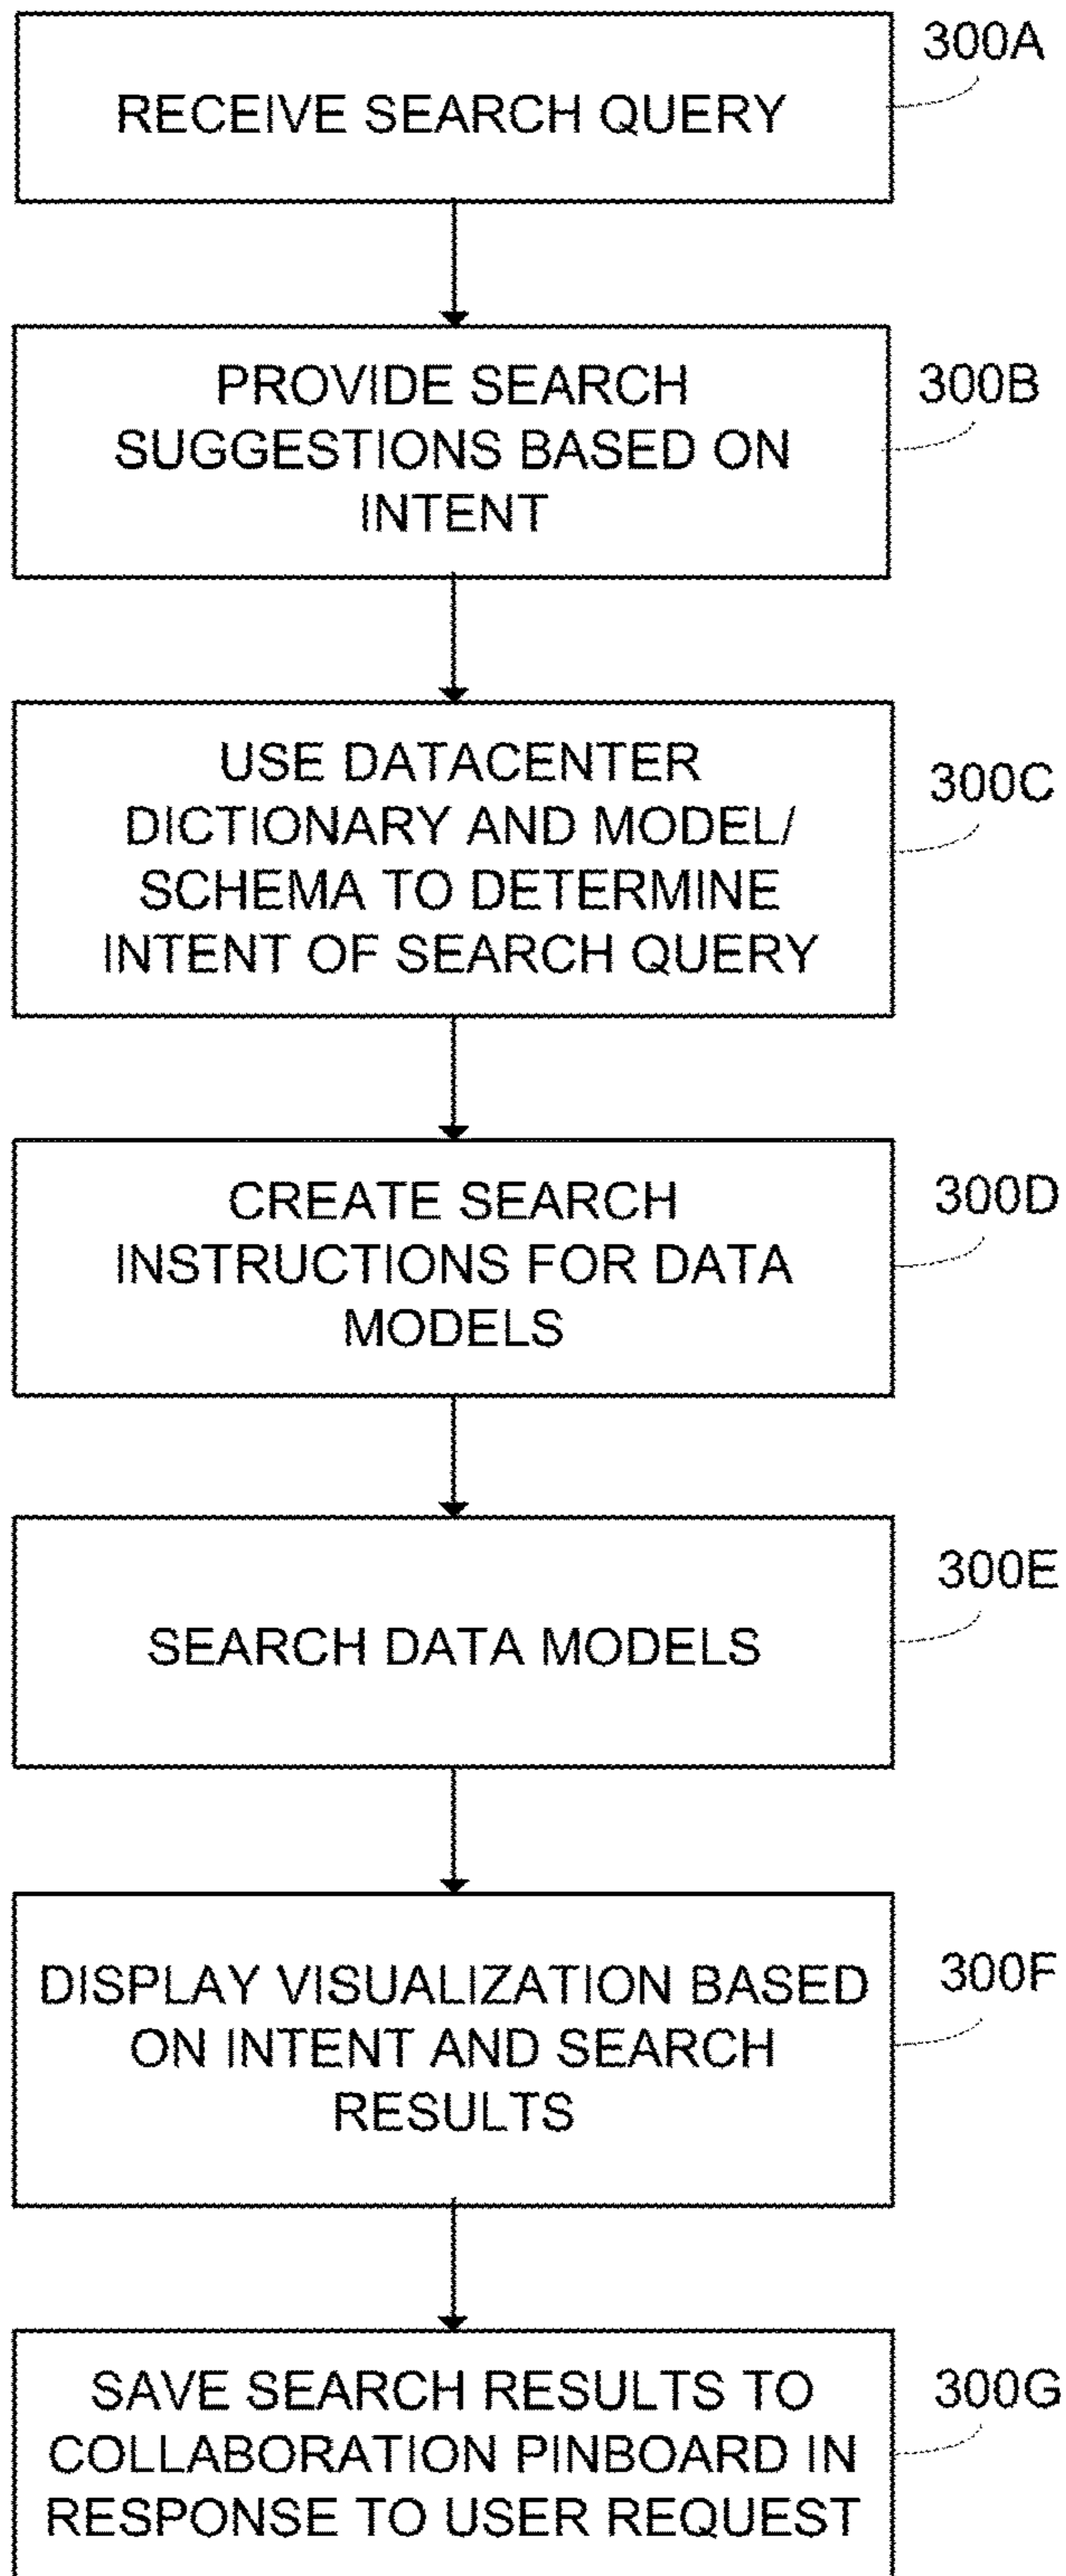 RECEIVE SEARCH QUERY
300A
PROVIDE SEARCH
SUGGESTIONS BASED ON
INTENT
300B
USE DATACENTER
DICTIONARY AND MODEL/
SCHEMA TO DETERMINE
INTENT OF SEARCH QUERY
300C
CREATE SEARCH
INSTRUCTIONS FOR DATA
MODELS
300D
SEARCH DATA MODELS
300E
DISPLAY VISUALIZATION BASED
ON INTENT AND SEARCH
RESULTS
300F
SAVE SEARCH RESULTS TO
COLLABORATION PINBOARD IN
RESPONSE TO USER REQUEST
300G